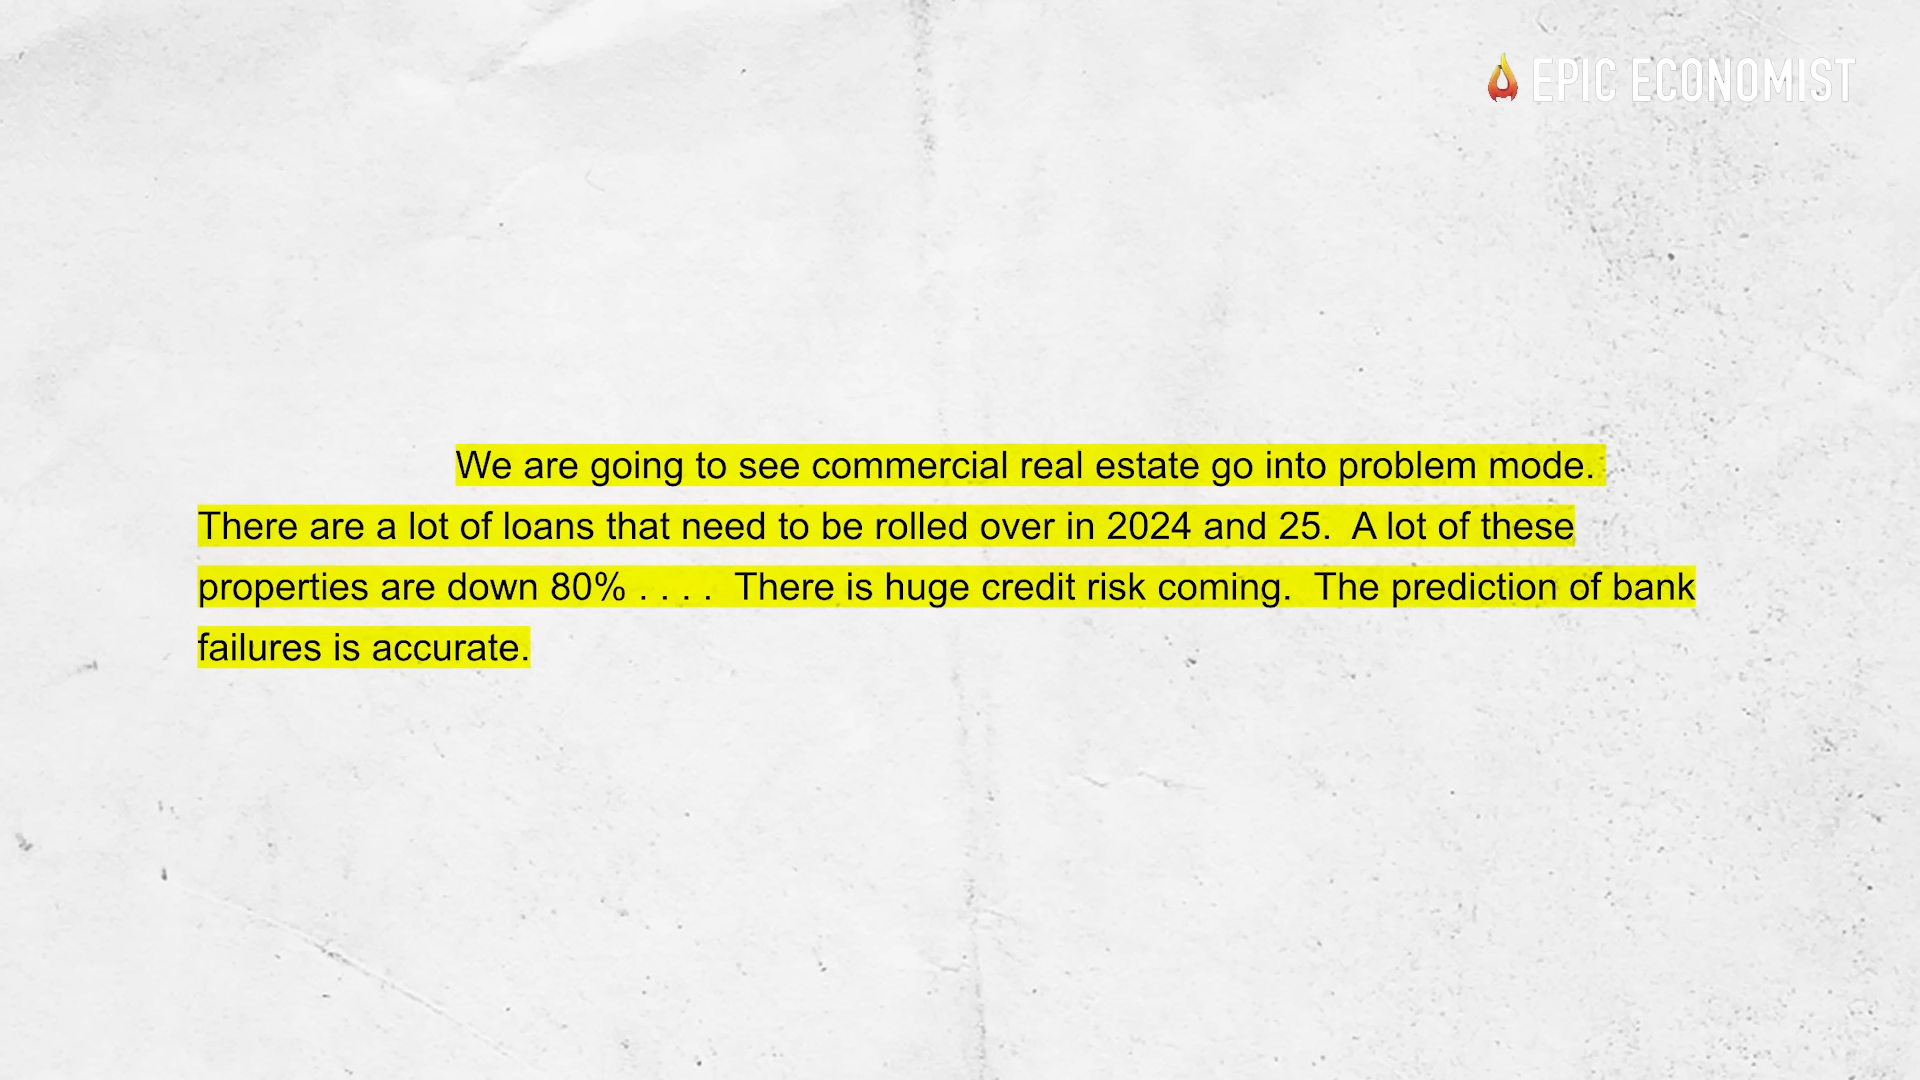 EPIC ECONOMIST
We are going to see commercial real estate go into problem mode.
There are a lot of loans that need to be rolled over in 2024 and 25.  A lot of these
properties are down 80% . . . .  There is huge credit risk coming.  The prediction of bank
failures is accurate.